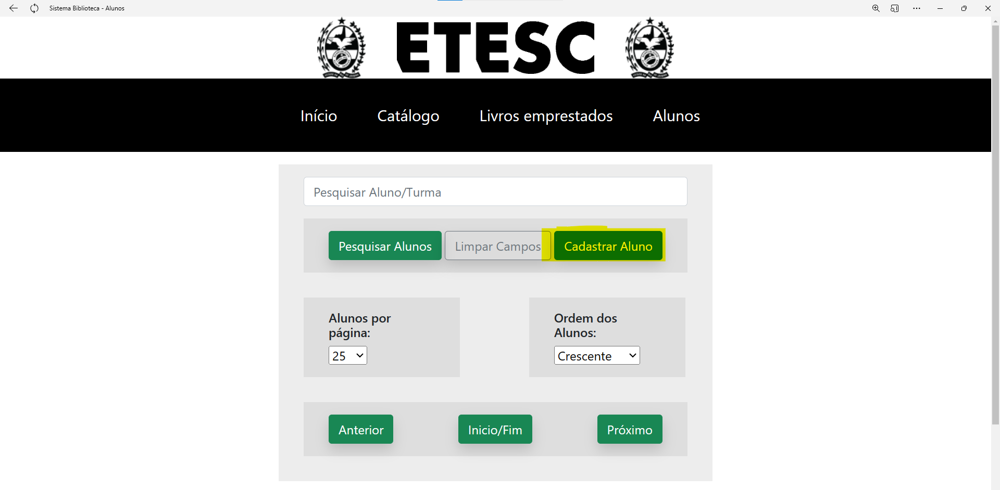 Sistema Biblioteca - Alunos
ETESC
Início Catálogo Livros emprestados Alunos
Pesquisar Aluno/Turma
Pesquisar Alunos Limpar Campos Cadastrar Aluno
Alunos por
página:
25
Ordem dos
Alunos:
Crescente
Anterior Inicio/Fim Próximo